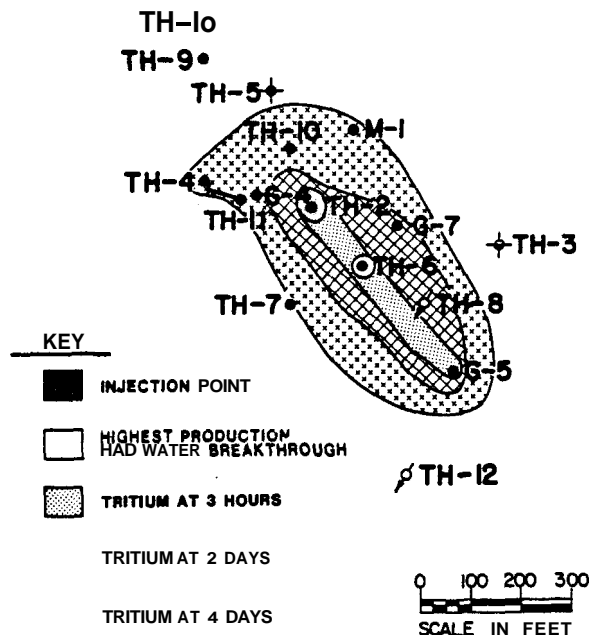 TH-10
TH-9
TH-5
TH-10
M-1
TH-4
G-4
TH-11
TH-2
G-7
TH-3
TH-6
TH-7
TH-8
G-5
TH-12
KEY
INJECTION POINT
HIGHEST PRODUCTION
HAD WATER BREAKTHROUGH
TRITIUM AT 3 HOURS
TRITIUM AT 2 DAYS
TRITIUM AT 4 DAYS
0 100 200 300
SCALE IN FEET